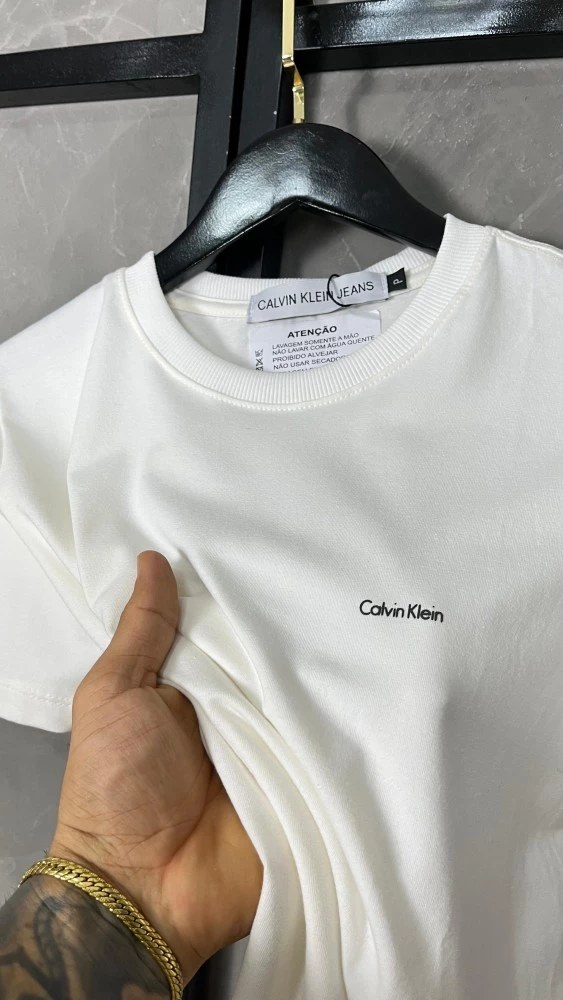 CALVIN KLEIN JEANS
P
ATENÇÃO
LAVAGEM SOMENTE A MÃO
NÃO LAVAR COM ÁGUA QUENTE
PROIBIDO ALVEJAR
NÃO USAR SECADO
Calvin Klein